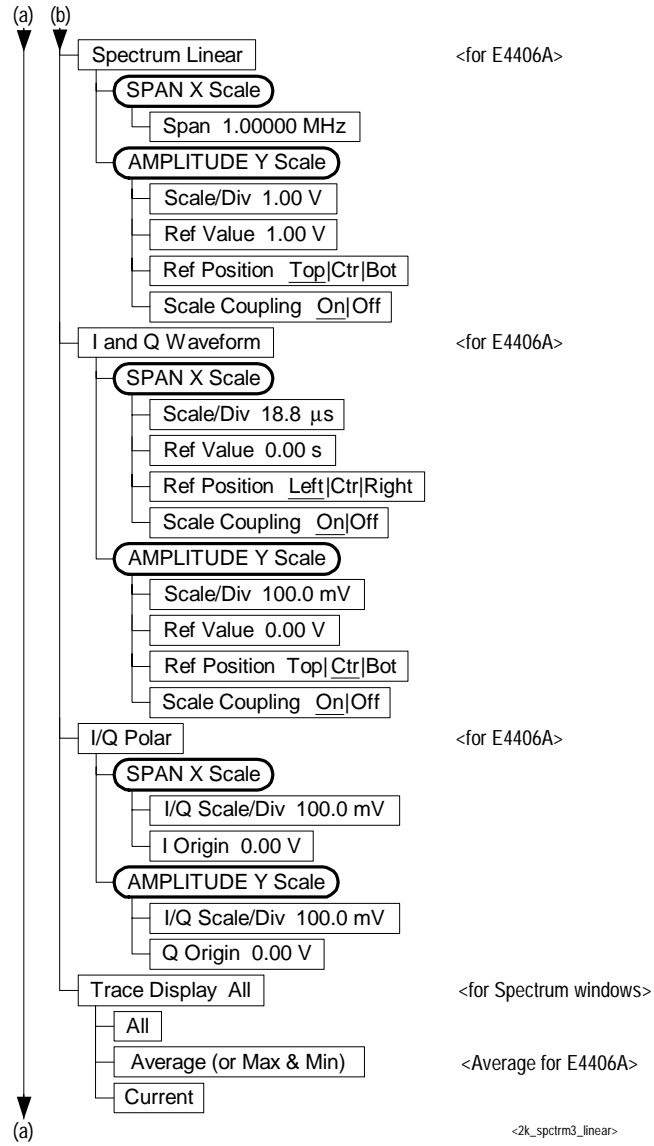 (a) (b)
Spectrum Linear <for E4406A>
SPAN X Scale
Span 1.00000 MHz
AMPLITUDE Y Scale
Scale/Div 1.00 V
Ref Value 1.00 V
Ref Position Top|Ctr|Bot
Scale Coupling On|Off
I and Q Waveform <for E4406A>
SPAN X Scale
Scale/Div 18.8 μs
Ref Value 0.00 s
Ref Position Left|Ctr|Right
Scale Coupling On|Off
AMPLITUDE Y Scale
Scale/Div 100.0 mV
Ref Value 0.00 V
Ref Position Top|Ctr|Bot
Scale Coupling On|Off
I/Q Polar <for E4406A>
SPAN X Scale
I/Q Scale/Div 100.0 mV
I Origin 0.00 V
AMPLITUDE Y Scale
I/Q Scale/Div 100.0 mV
Q Origin 0.00 V
Trace Display All <for Spectrum windows>
All
Average (or Max & Min) <Average for E4406A>
Current
(a) <2k_spctrm3_linear>